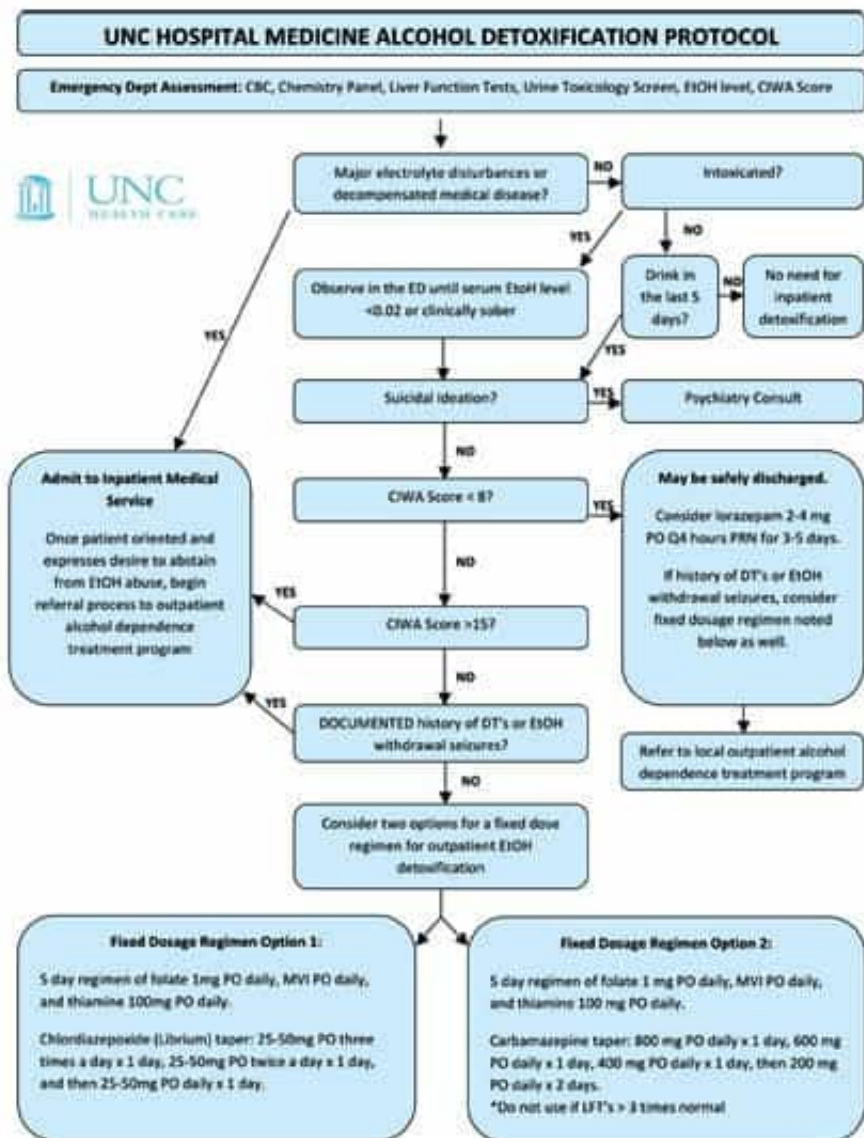 UNC HOSPITAL MEDICINE ALCOHOL DETOXIFICATION PROTOCOL
Emergency Dept Assessment: CBC, Chemistry Panel, Liver Function Tests, Urine Toxicology Screen, EtOH level, CIWA Score
UNC
HEALTH CARE
Major electrolyte disturbances or
decompensated medical disease?
NO
Intoxicated?
YES
NO
Observe in the ED until serum EtoH level
<0.02 or clinically sober
Drink in
the last 5
days?
NO
No need for
inpatient
detoxification
YES
YES
Suicidal Ideation?
YES
Psychiatry Consult
NO
Admit to Inpatient Medical
Service
Once patient oriented and
expresses desire to abstain
from EtOH abuse, begin
referral process to outpatient
alcohol dependence
treatment program
CIWA Score < 8?
YES
May be safely discharged.
Consider lorazepam 2-4 mg
PO Q4 hours PRN for 3-5 days.
If history of DT's or EtOH
withdrawal seizures, consider
fixed dosage regimen noted
below as well.
NO
YES
CIWA Score >15?
NO
YES
DOCUMENTED history of DT's or EtOH
withdrawal seizures?
Refer to local outpatient alcohol
dependence treatment program
NO
Consider two options for a fixed dose
regimen for outpatient EtOH
detoxification
Fixed Dosage Regimen Option 1:
5 day regimen of folate 1mg PO daily, MVI PO daily,
and thiamine 100mg PO daily.
Chlordiazepoxide (Librium) taper: 25-50mg PO three
times a day x 1 day, 25-50mg PO twice a day x 1 day,
and then 25-50mg PO daily x 1 day.
Fixed Dosage Regimen Option 2:
5 day regimen of folate 1 mg PO daily, MVI PO daily,
and thiamine 100 mg PO daily.
Carbamazepine taper: 800 mg PO daily x 1 day, 600 mg
PO daily x 1 day, 400 mg PO daily x 1 day, then 200 mg
PO daily x 2 days.
*Do not use if LFT's > 3 times normal